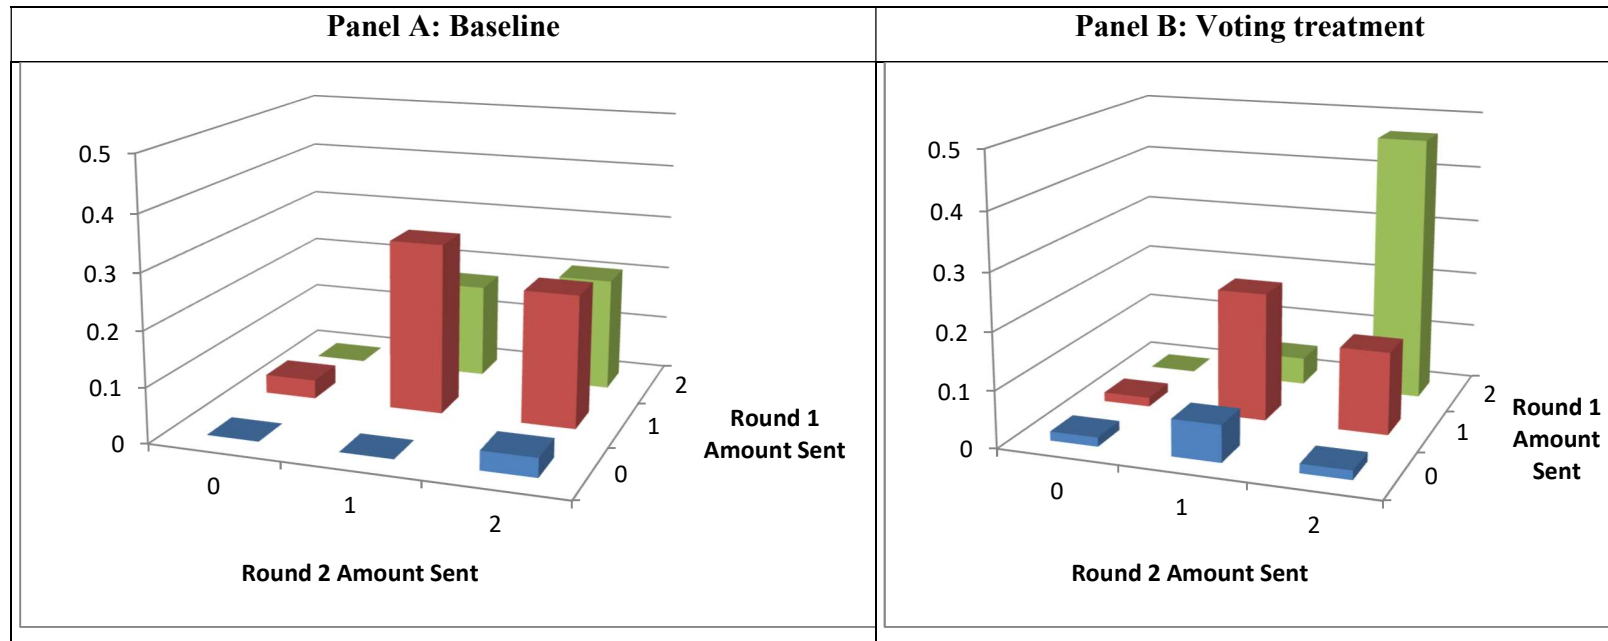 Panel A: Baseline
0.5
0.4
0.3
0.2
0.1
0
0
1
2
0
1
2
Round 1
Amount Sent
Round 2 Amount Sent
Panel B: Voting treatment
0.5
0.4
0.3
0.2
0.1
0
0
1
2
0
1
2
Round 1
Amount
Sent
Round 2 Amount Sent